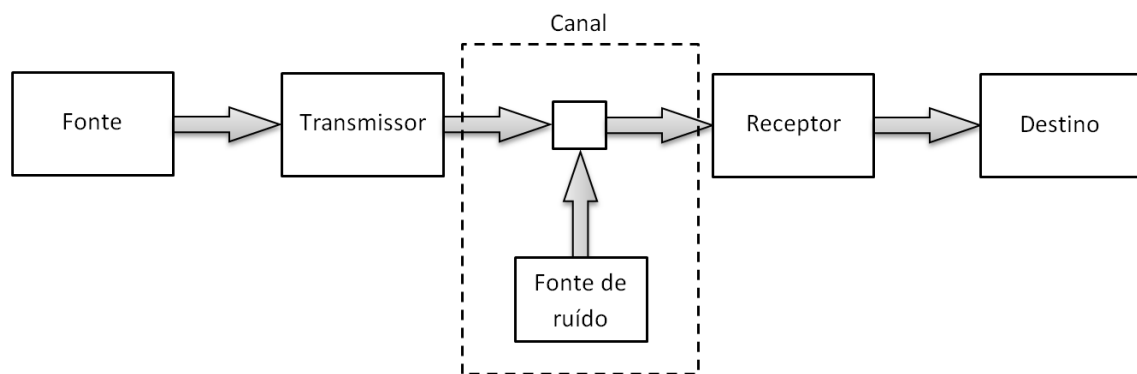 Canal
Fonte
Transmissor
Receptor
Destino
Fonte de
ruído